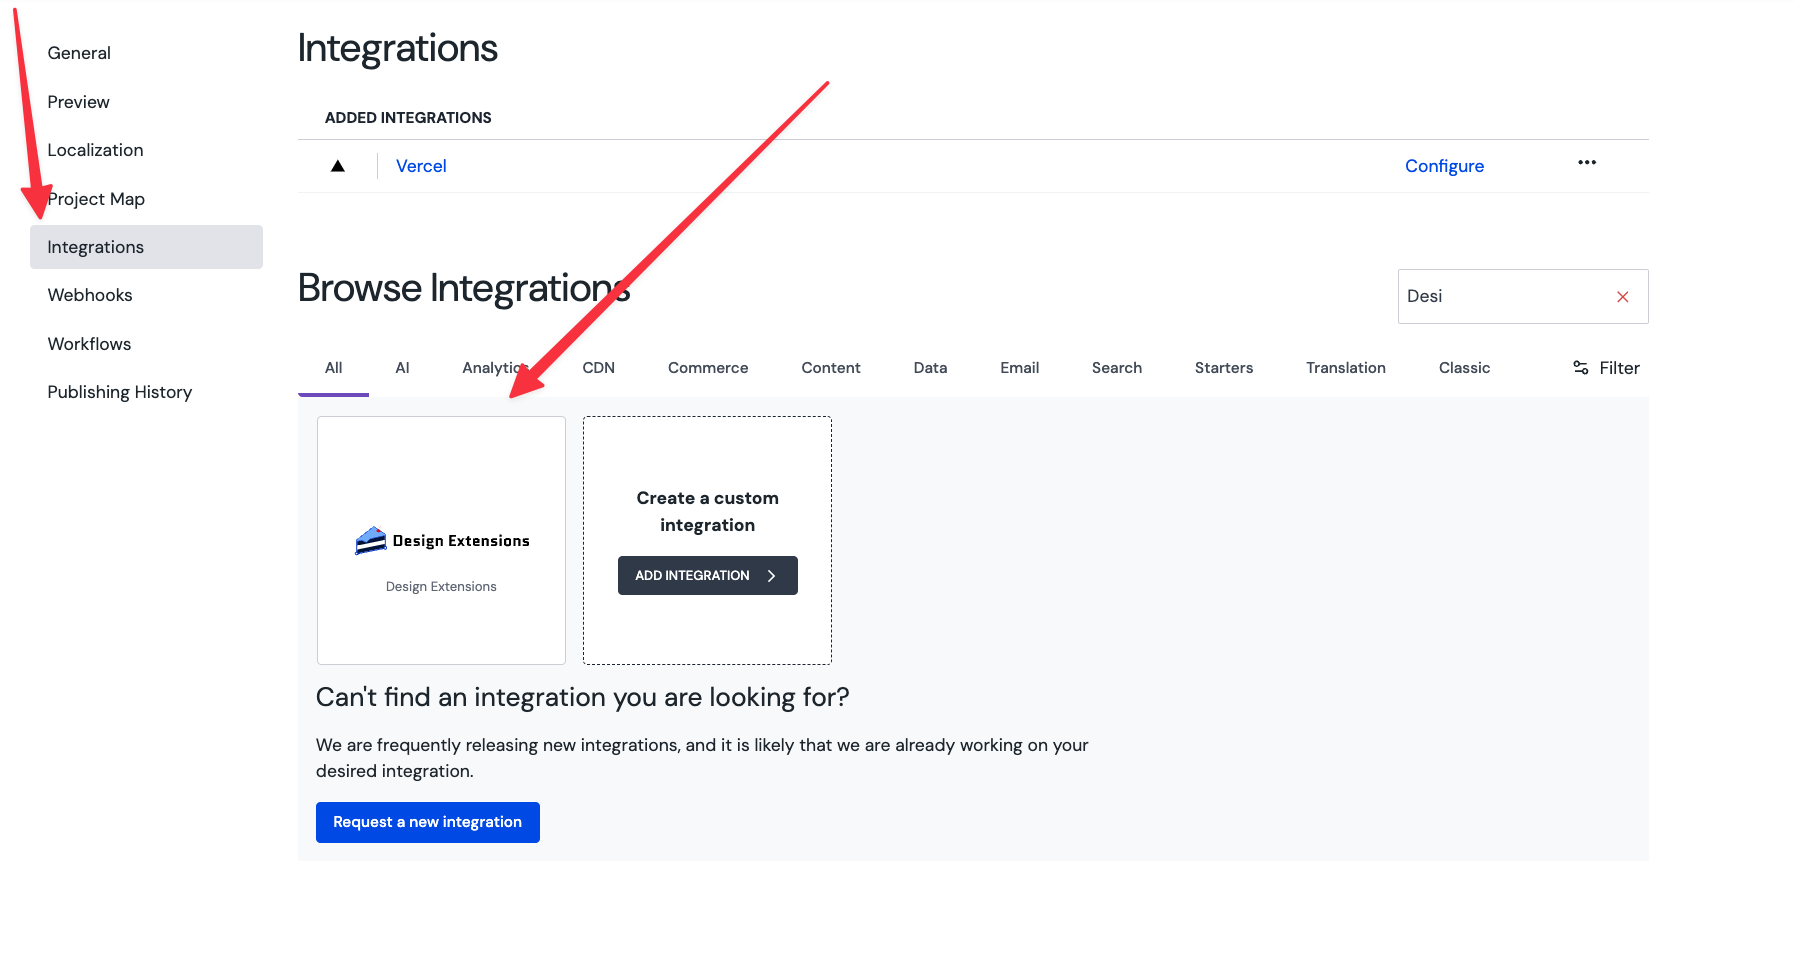 General
Preview
Localization
Project Map
Integrations
Webhooks
Workflows
Publishing History
Integrations
ADDED INTEGRATIONS
Vercel Configure
Browse Integrations
Desi
All AI Analytics CDN Commerce Content Data Email Search Starters Translation Classic Filter
Design Extensions
Design Extensions
Create a custom
integration
ADD INTEGRATION
Can't find an integration you are looking for?
We are frequently releasing new integrations, and it is likely that we are already working on your
desired integration.
Request a new integration